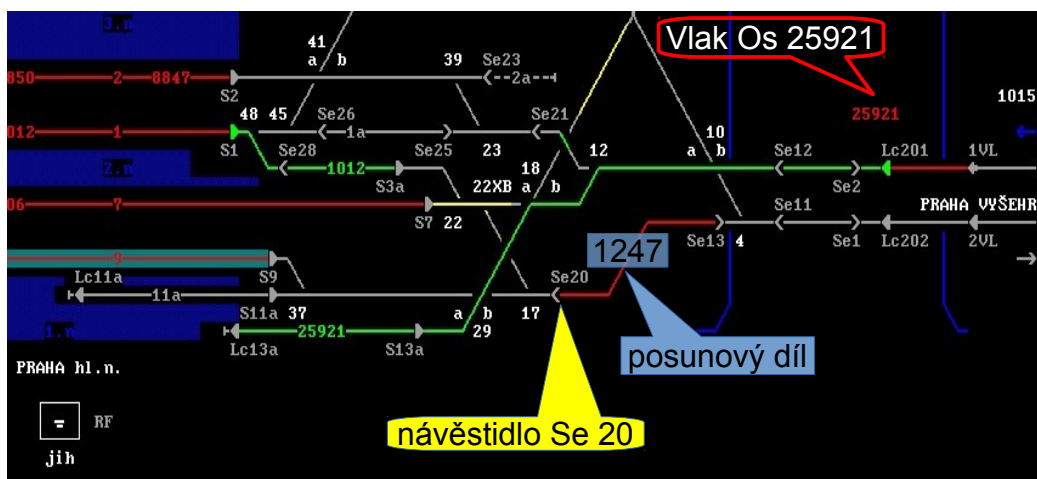 3.n
Vlak Os 25921
41
a b
39
Se23
850 2 8847
<--2a--
S2
25921
1015
48 45
Se26
Se21
10
012 1
1a
12
a b
Lc201
1VL
S1
Se28
Se25
23
Se12
2.n
1012
18
S3a
22XB a b
Se2
06 7
Se11
PRAHA VYŠEHR
S7 22
1247
Se13 4
Se1
Lc202
2VL
9
Lc11a
S9
Se20
11a
S11a 37
a b
17
1.n
25921
29
Lc13a
S13a
posunový díl
PRAHA hl.n.
RF
návěstidlo Se 20
jih